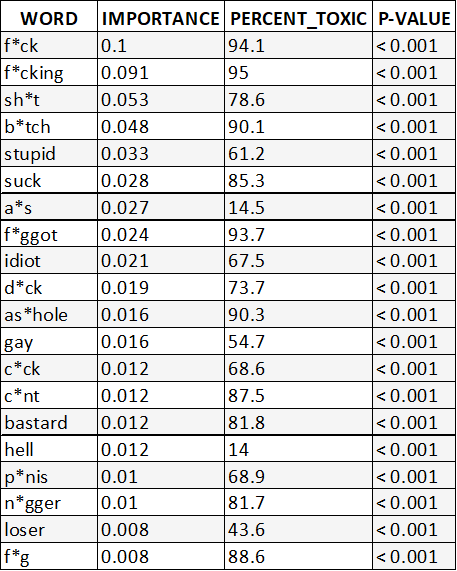 WORD IMPORTANCE PERCENT_TOXIC P-VALUE
f*ck 0.1 94.1 < 0.001
f*cking 0.091 95 < 0.001
sh*t 0.053 78.6 < 0.001
b*tch 0.048 90.1 < 0.001
stupid 0.033 61.2 < 0.001
suck 0.028 85.3 < 0.001
a*s 0.027 14.5 < 0.001
f*ggot 0.024 93.7 < 0.001
idiot 0.021 67.5 < 0.001
d*ck 0.019 73.7 < 0.001
as*hole 0.016 90.3 < 0.001
gay 0.016 54.7 < 0.001
c*ck 0.012 68.6 < 0.001
c*nt 0.012 87.5 < 0.001
bastard 0.012 81.8 < 0.001
hell 0.012 14 < 0.001
p*nis 0.01 68.9 < 0.001
n*gger 0.01 81.7 < 0.001
loser 0.008 43.6 < 0.001
f*g 0.008 88.6 < 0.001